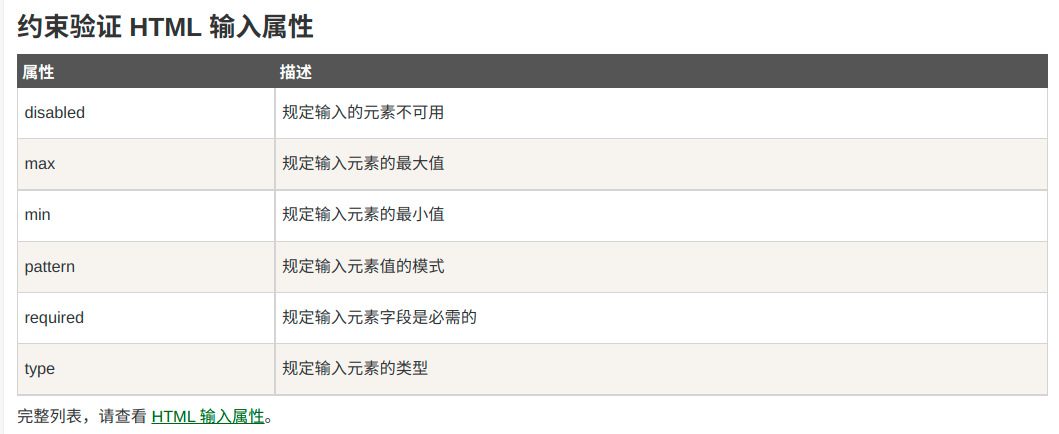 约束验证 HTML 输入属性
属性 描述
disabled 规定输入的元素不可用
max 规定输入元素的最大值
min 规定输入元素的最小值
pattern 规定输入元素值的模式
required 规定输入元素字段是必需的
type 规定输入元素的类型
完整列表，请查看 HTML 输入属性。